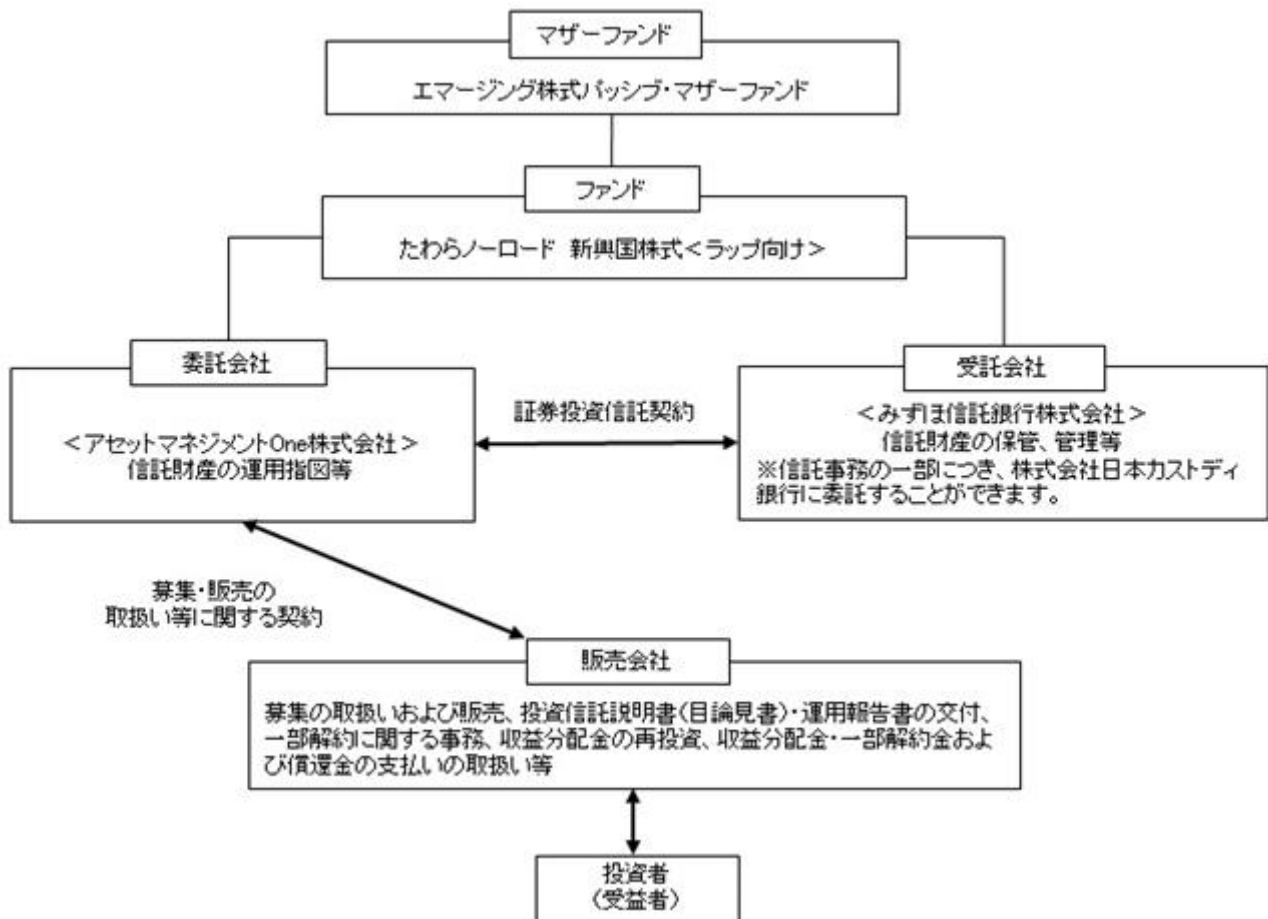 マザーファンド
エマージング株式パッシブ・マザーファンド
ファンド
たわらノーロード 新興国株式＜ラップ向け＞
委託会社
＜アセットマネジメントOne株式会社＞
信託財産の運用指図等
証券投資信託契約
受託会社
＜みずほ信託銀行株式会社＞
信託財産の保管、管理等
※信託事務の一部につき、株式会社日本カストディ
銀行に委託することができます。
募集・販売の
取扱い等に関する契約
販売会社
募集の取扱いおよび販売、投資信託説明書（目論見書）・運用報告書の交付、
一部解約に関する事務、収益分配金の再投資、収益分配金・一部解約金およ
び償還金の支払いの取扱い等
投資者
（受益者）